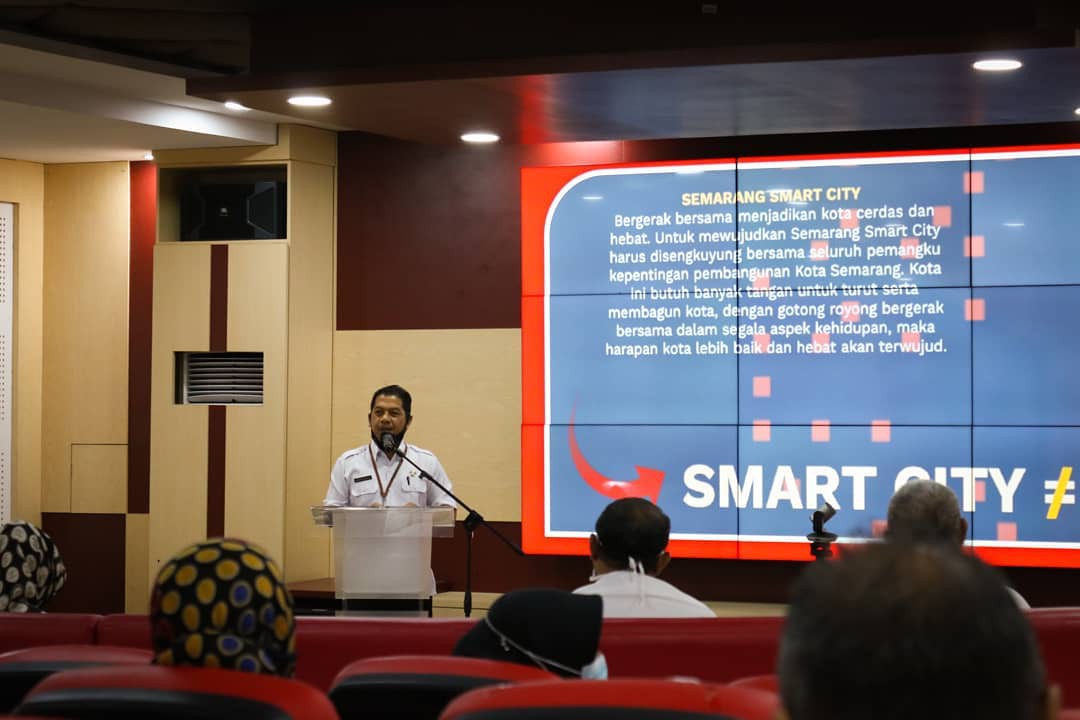 SEMARANG SMART CITY
Bergerak bersama menjadikan kota cerdas dan
hebat. Untuk mewujudkan Semarang Smart City
harus disengkuyung bersama seluruh pemangku
kepentingan pembangunan Kota Semarang. Kota
ini butuh banyak tangan untuk turut serta
membagun kota, dengan gotong royong bergerak
bersama dalam segala aspek kehidupan, maka
harapan kota lebih baik dan hebat akan terwujud.
SMART CITY ≠
JBL